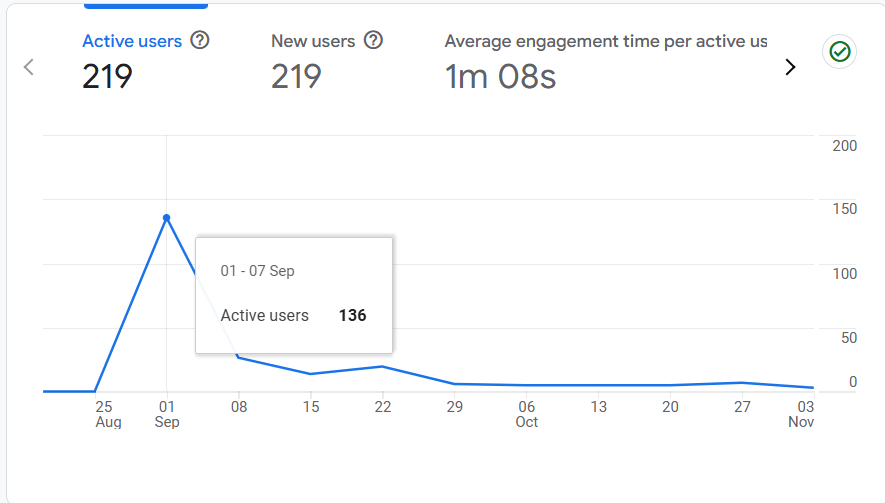 Active users New users Average engagement time per active us
219 219 1m 08s
200
150
100
50
0
01 - 07 Sep
Active users 136
25 01 08 15 22 29 06 13 20 27 03
Aug Sep Oct Nov